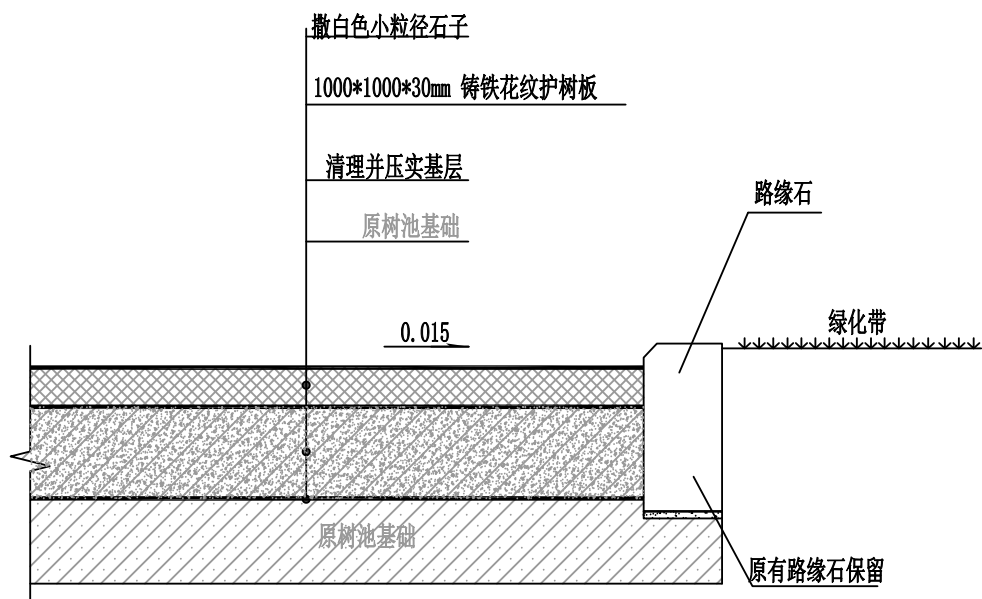 撒白色小粒径石子
1000*1000*30mm 铸铁花纹护树板
清理并压实基层
路缘石
原树池基础
绿化带
0.015
原树池基础
原有路缘石保留